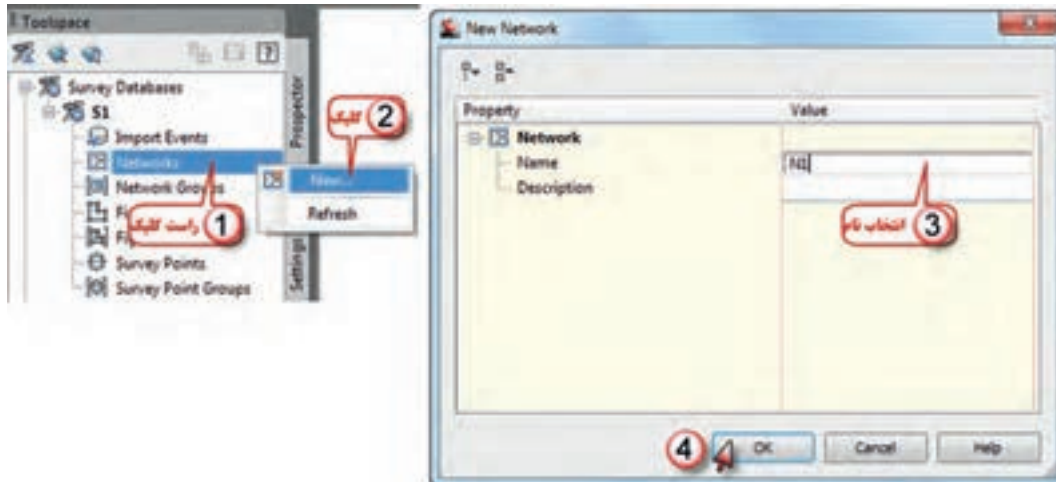 Toolspace
Survey Databases
S1
Import Events
Networks
Network Groups
Fi
Fi
Survey Points
Survey Point Groups
Prospector
Settings
1 راست کلیک
2 کلیک
New...
Refresh
New Network
Property Value
Network
Name N1
Description
3 انتخاب نام
4
OK Cancel Help